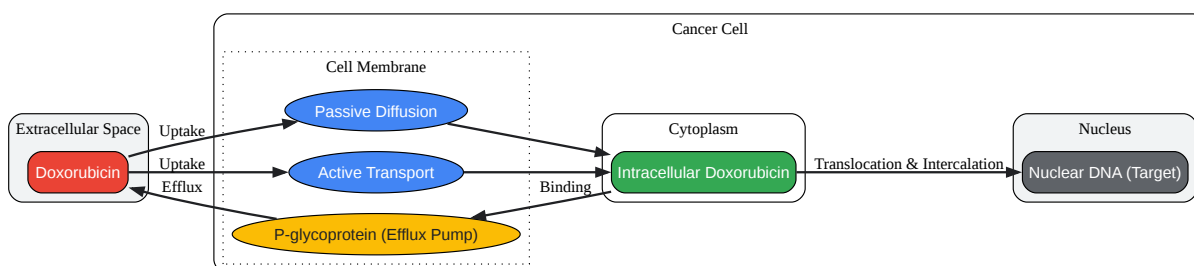 Cancer Cell
Cell Membrane
Extracellular Space
Doxorubicin
Uptake
Uptake
Efflux
Passive Diffusion
Active Transport
P-glycoprotein (Efflux Pump)
Binding
Cytoplasm
Intracellular Doxorubicin
Translocation & Intercalation
Nucleus
Nuclear DNA (Target)